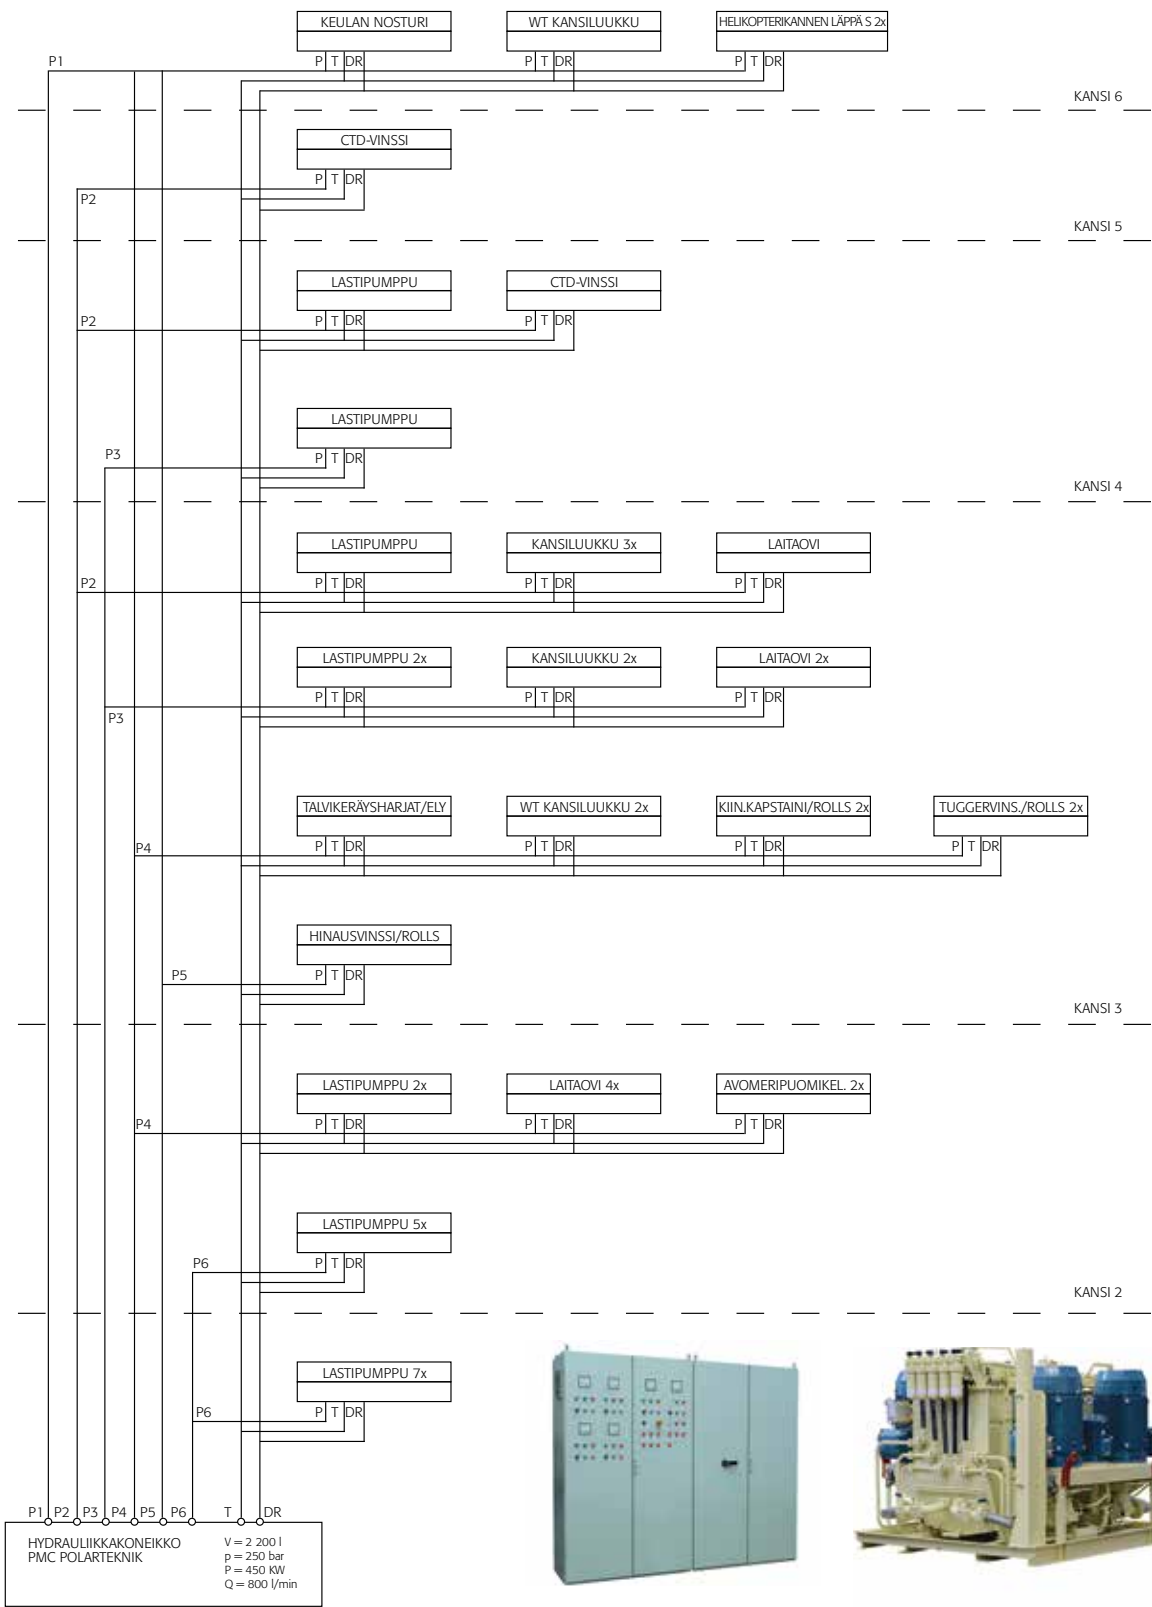 KEULAN NOSTURI WT KANSILUUKKU HELIKOPTERIKANNEN LÄPPÄ S 2x
P1 P T DR P T DR P T DR
KANSI 6
CTD-VINSSI
P T DR
P2
KANSI 5
LASTIPUMPPU CTD-VINSSI
P2 P T DR P T DR
LASTIPUMPPU
P3 P T DR
KANSI 4
LASTIPUMPPU KANSILUUKKU 3x LAITAOVI
P2 P T DR P T DR P T DR
LASTIPUMPPU 2x KANSILUUKKU 2x LAITAOVI 2x
P T DR P T DR P T DR
P3
TALVIKERÄYSHARJAT/ELY WT KANSILUUKKU 2x KIIN.KAPSTAINI/ROLLS 2x TUGGERVINS./ROLLS 2x
P4 P T DR P T DR P T DR P T DR
HINAUSVINSSI/ROLLS
P5 P T DR
KANSI 3
LASTIPUMPPU 2x LAITAOVI 4x AVOMERIPUOMIKEL. 2x
P4 P T DR P T DR P T DR
LASTIPUMPPU 5x
P6 P T DR
KANSI 2
LASTIPUMPPU 7x
P6 P T DR
P1 P2 P3 P4 P5 P6 T DR
HYDRAULIIKKAKONEIKKO
PMC POLARTEKNIK
V = 2 200 l
p = 250 bar
P = 450 KW
Q = 800 l/min